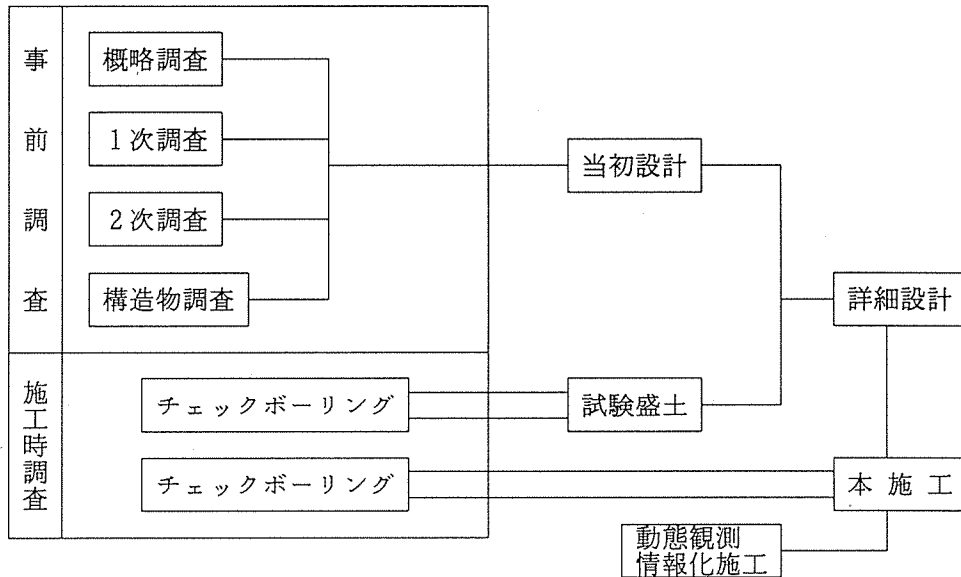 事前調査
概略調査
1次調査
2次調査
構造物調査
当初設計
詳細設計
施工時調査
チェックボーリング
試験盛土
チェックボーリング
本施工
動態観測
情報化施工